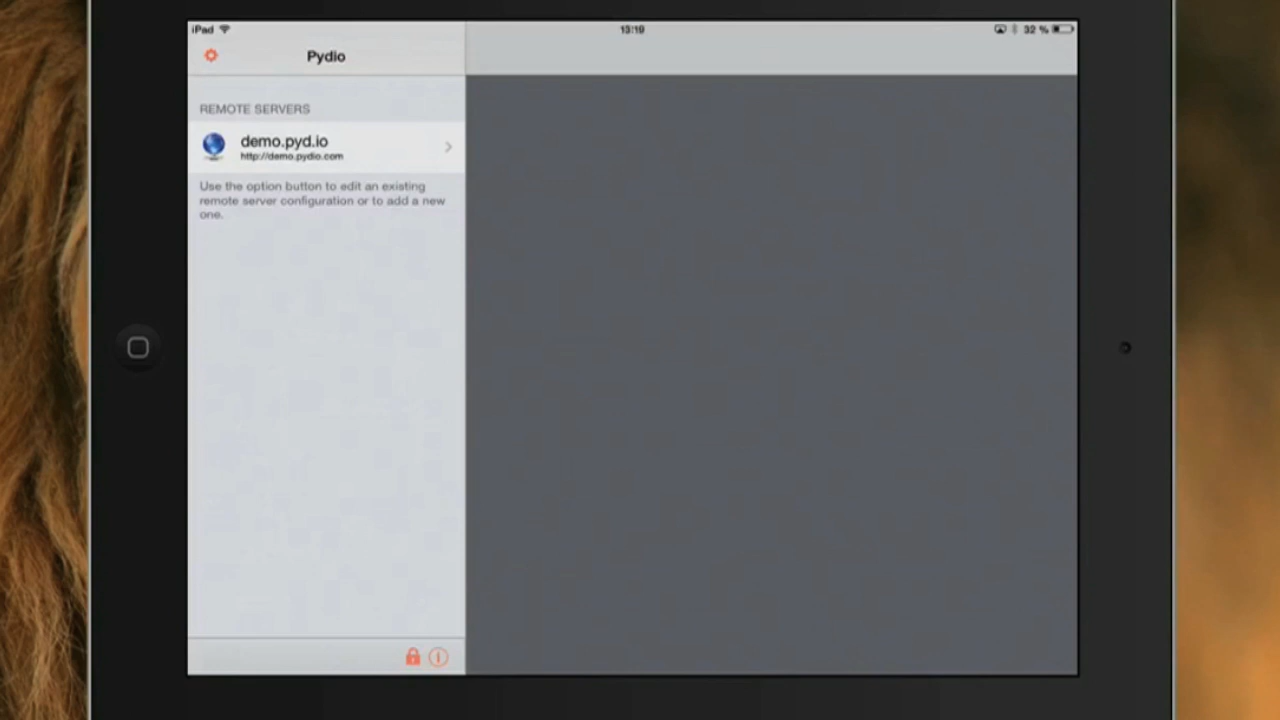 iPad
13:19
32 %
Pydio
REMOTE SERVERS
demo.pyd.io
http://demo.pydio.com
Use the option button to edit an existing
remote server configuration or to add a new
one.